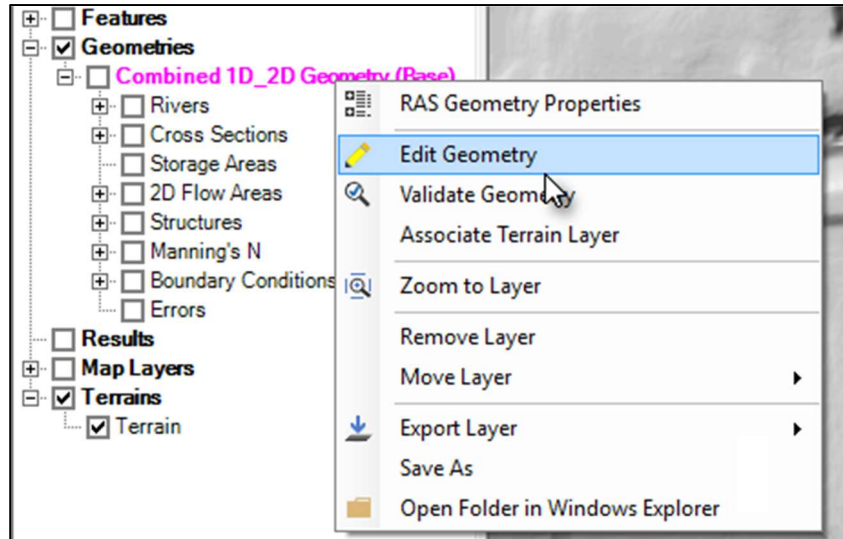 Features
Geometries
Combined 1D_2D Geometry (Base)
Rivers
Cross Sections
Storage Areas
2D Flow Areas
Structures
Manning's N
Boundary Conditions
Errors
Results
Map Layers
Terrains
Terrain
RAS Geometry Properties
Edit Geometry
Validate Geometry
Associate Terrain Layer
Zoom to Layer
Remove Layer
Move Layer
Export Layer
Save As
Open Folder in Windows Explorer